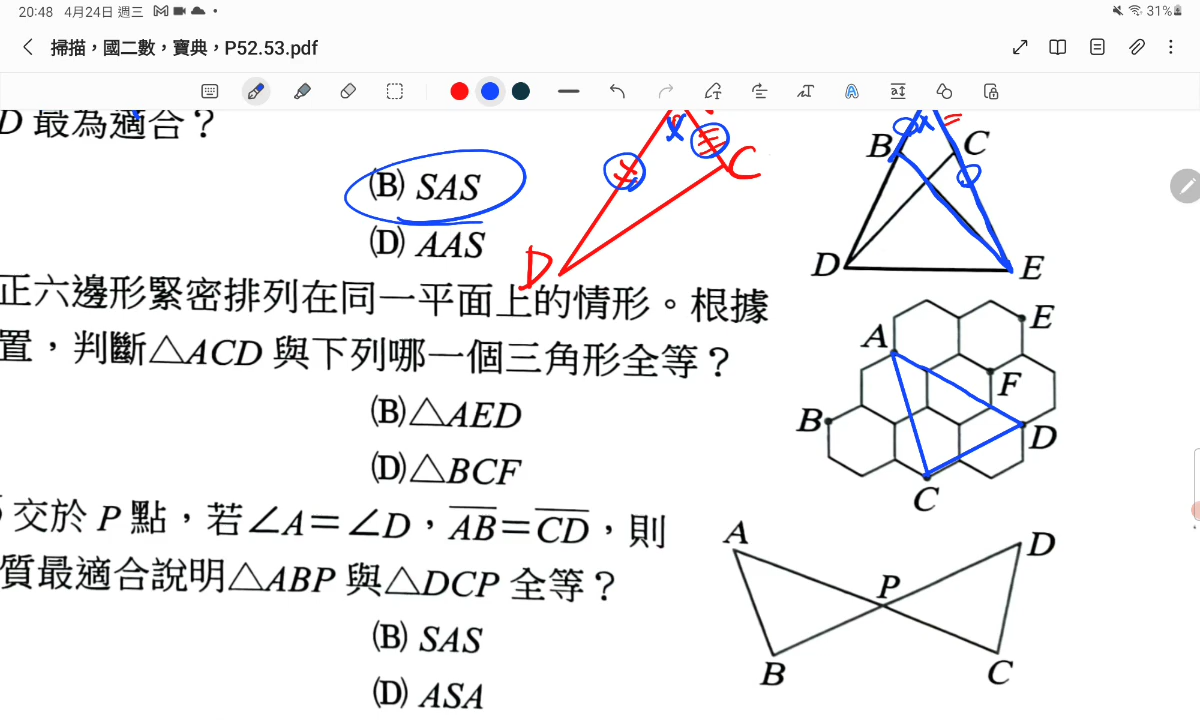 20:48 4月24日 週三
31%
掃描，國二數，寶典，P52.53.pdf
D 最為適合？
(B) SAS
(D) AAS
C
D
B
C
D
E
正六邊形緊密排列在同一平面上的情形。根據
置，判斷△ACD 與下列哪一個三角形全等？
(B)△AED
(D)△BCF
A
E
F
B
D
C
交於 P 點，若∠A＝∠D，AB＝CD，則
質最適合說明△ABP 與△DCP 全等？
(B) SAS
(D) ASA
A
D
P
B
C